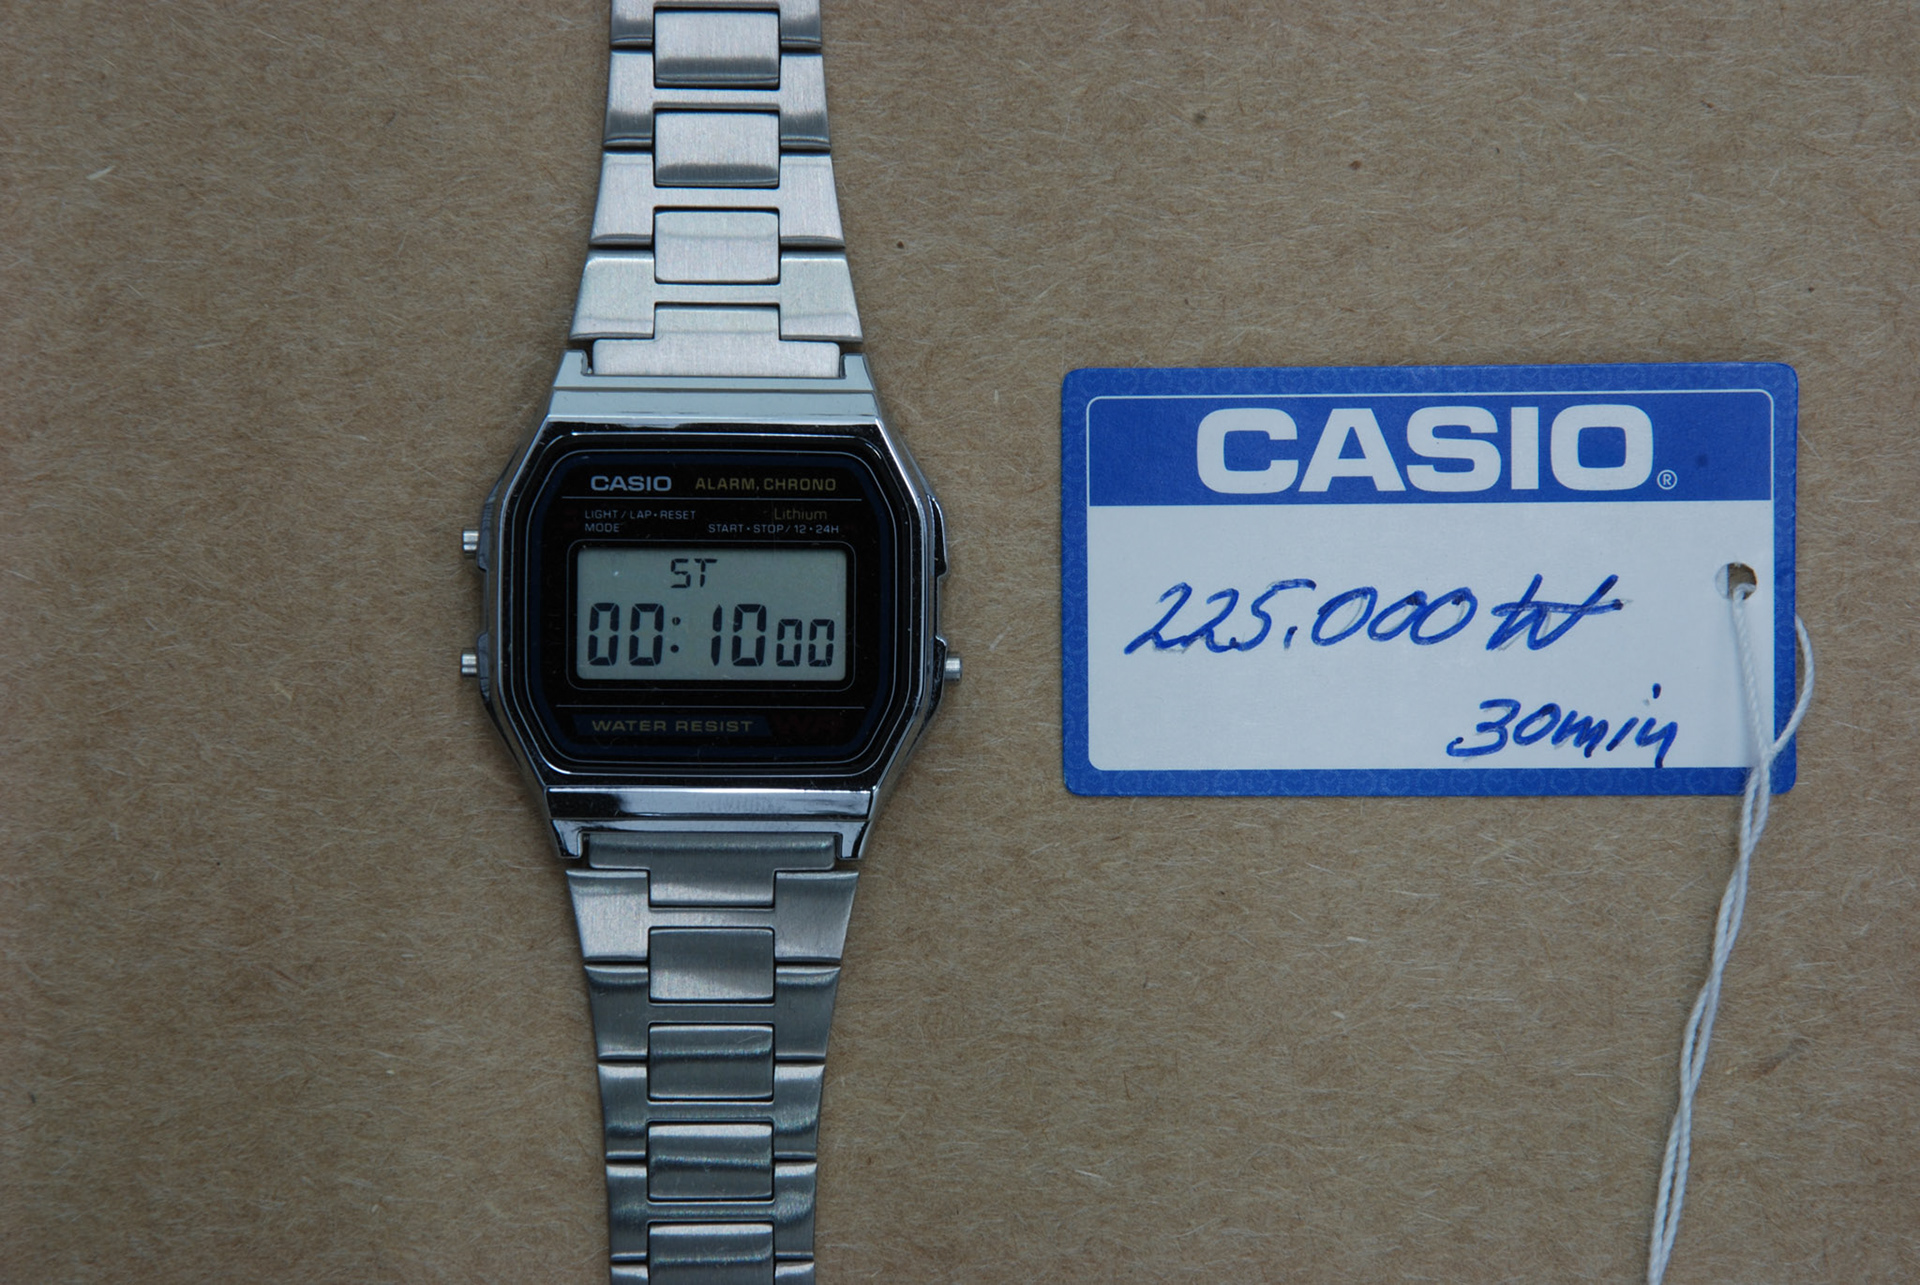 CASIO ALARM, CHRONO
LIGHT / LAP • RESET Lithium
MODE START • STOP / 12 • 24H
ST
00:10 00
WATER RESIST
CASIO®
225.000 ₩
30min